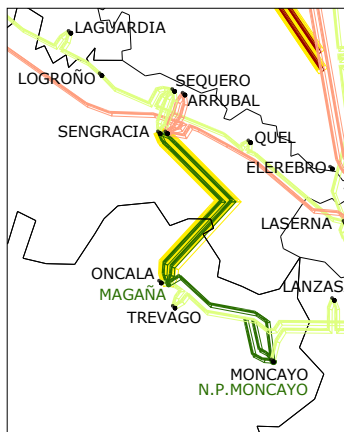 LAGUARDIA
LOGROÑO
SEQUERO
ARRUBAL
SENGRACIA
QUEL
ELEREBRO
LASERNA
ONCALA
MAGAÑA
LANZAS
TREVAGO
MONCAYO
N.P.MONCAYO